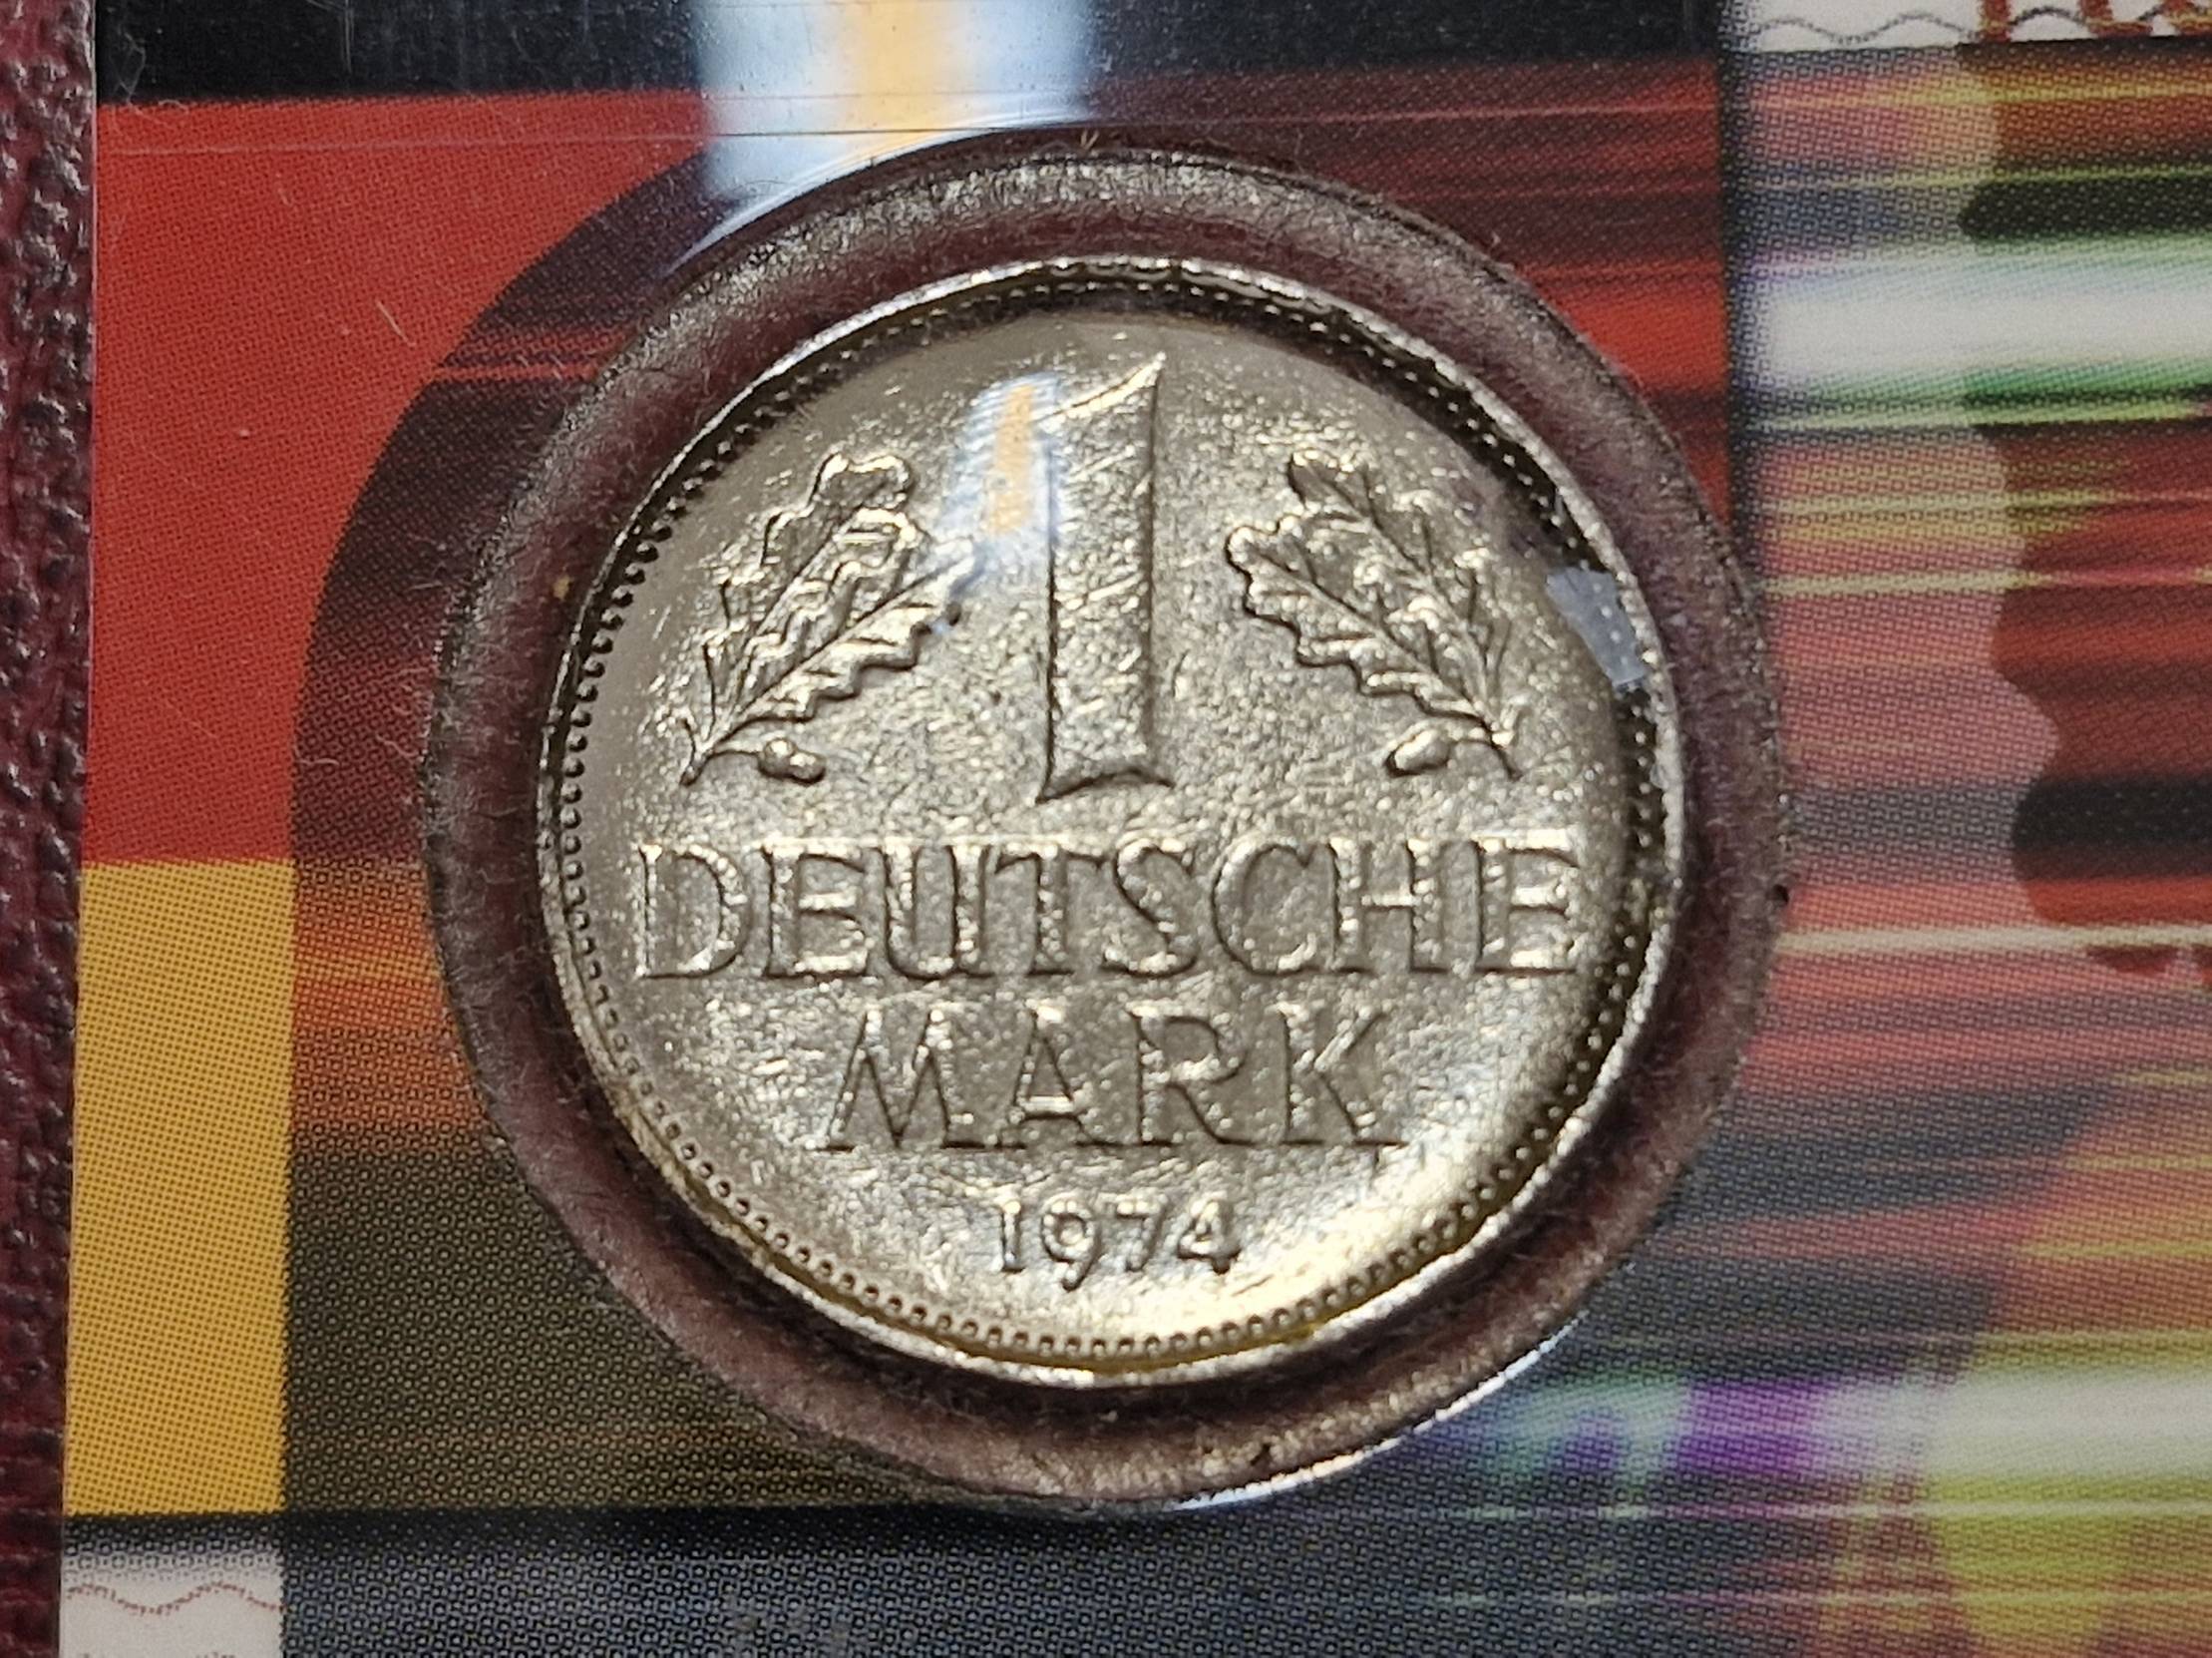 1
DEUTSCHE
MARK
1974